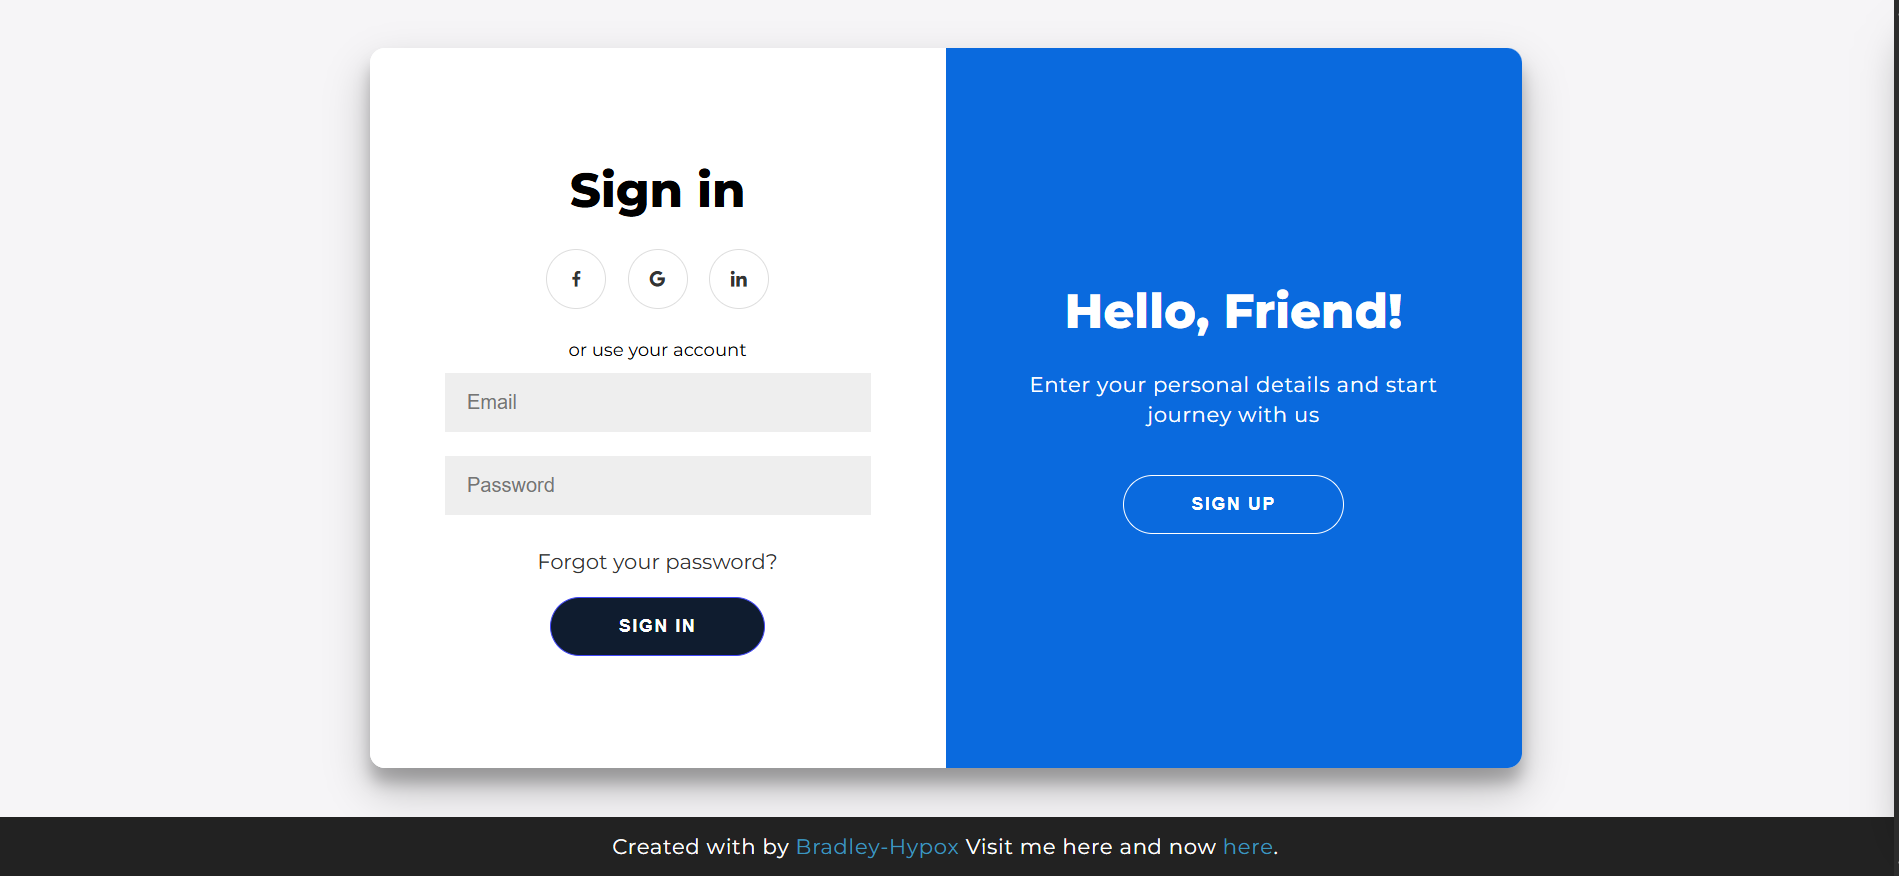 Sign in
f G in
or use your account
Email
Password
Forgot your password?
SIGN IN
Hello, Friend!
Enter your personal details and start
journey with us
SIGN UP
Created with by Bradley-Hypox Visit me here and now here.